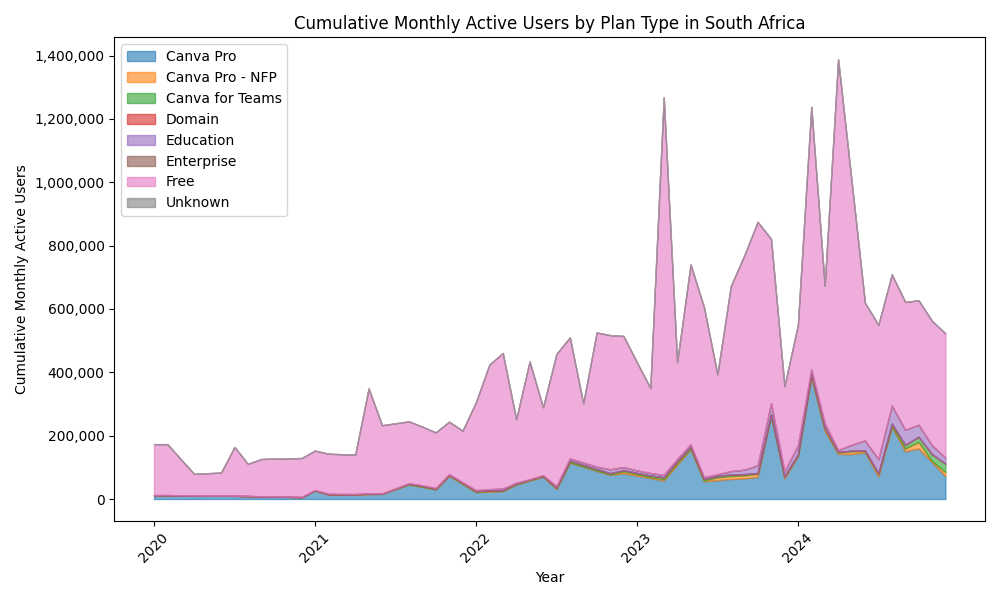 Cumulative Monthly Active Users by Plan Type in South Africa
Cumulative Monthly Active Users
1,400,000
1,200,000
1,000,000
800,000
600,000
400,000
200,000
0
Canva Pro
Canva Pro - NFP
Canva for Teams
Domain
Education
Enterprise
Free
Unknown
2020
2021
2022
2023
2024
Year